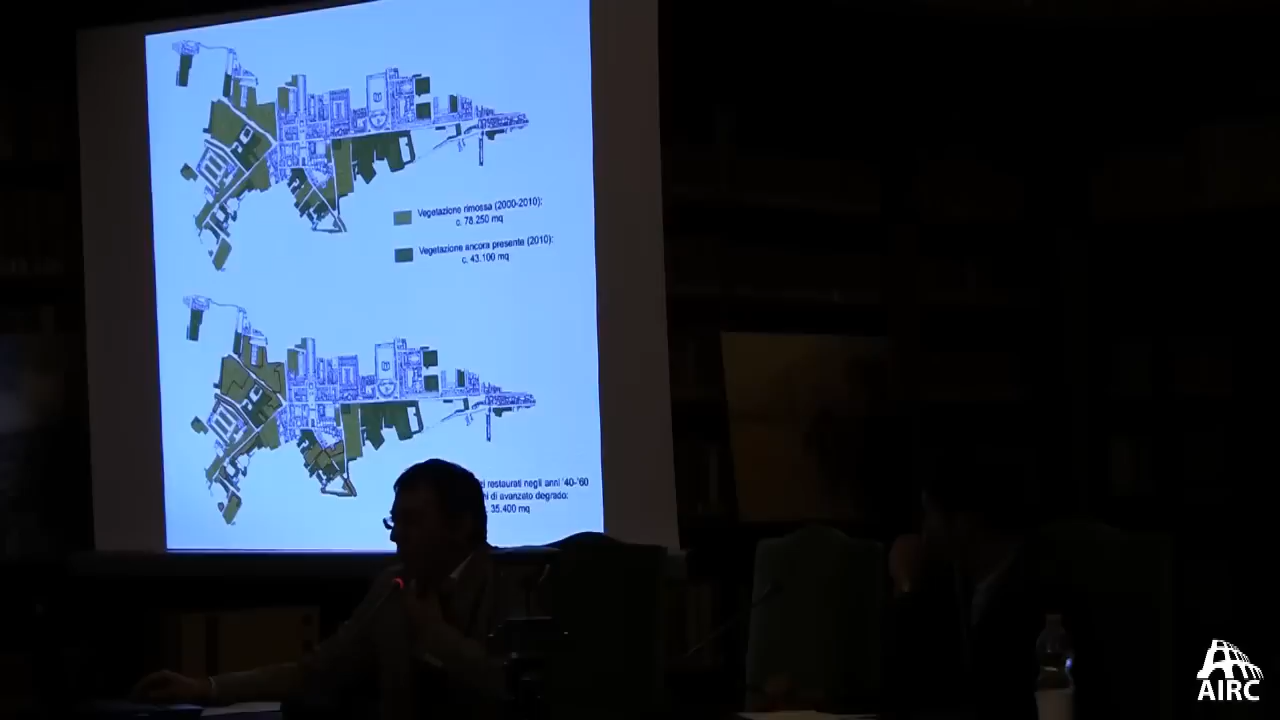 Vegetazione rimossa (2000-2010):
c. 78.250 mq
Vegetazione ancora presente (2010):
c. 43.100 mq
restaurati negli anni '40-'60
di avanzato degrado:
35.400 mq
AIRC